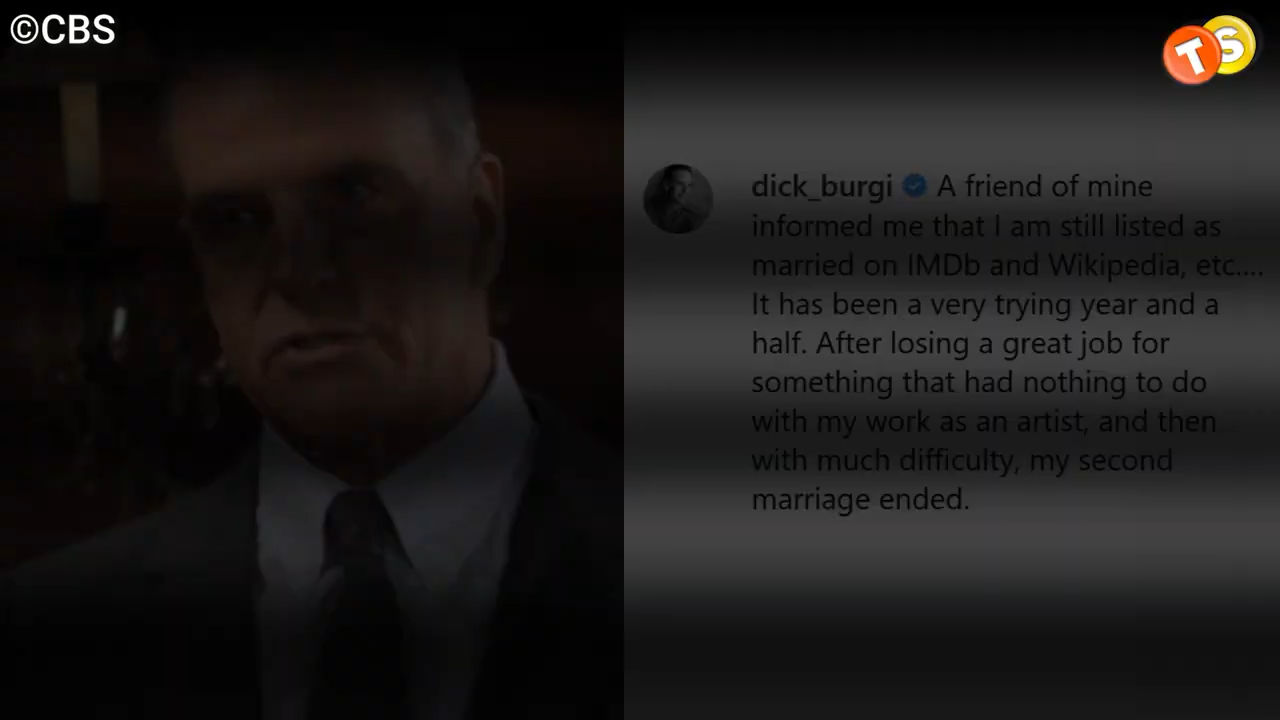 ©CBS
TS
dick_burgi A friend of mine
informed me that I am still listed as
married on IMDb and Wikipedia, etc....
It has been a very trying year and a
half. After losing a great job for
something that had nothing to do
with my work as an artist, and then
with much difficulty, my second
marriage ended.